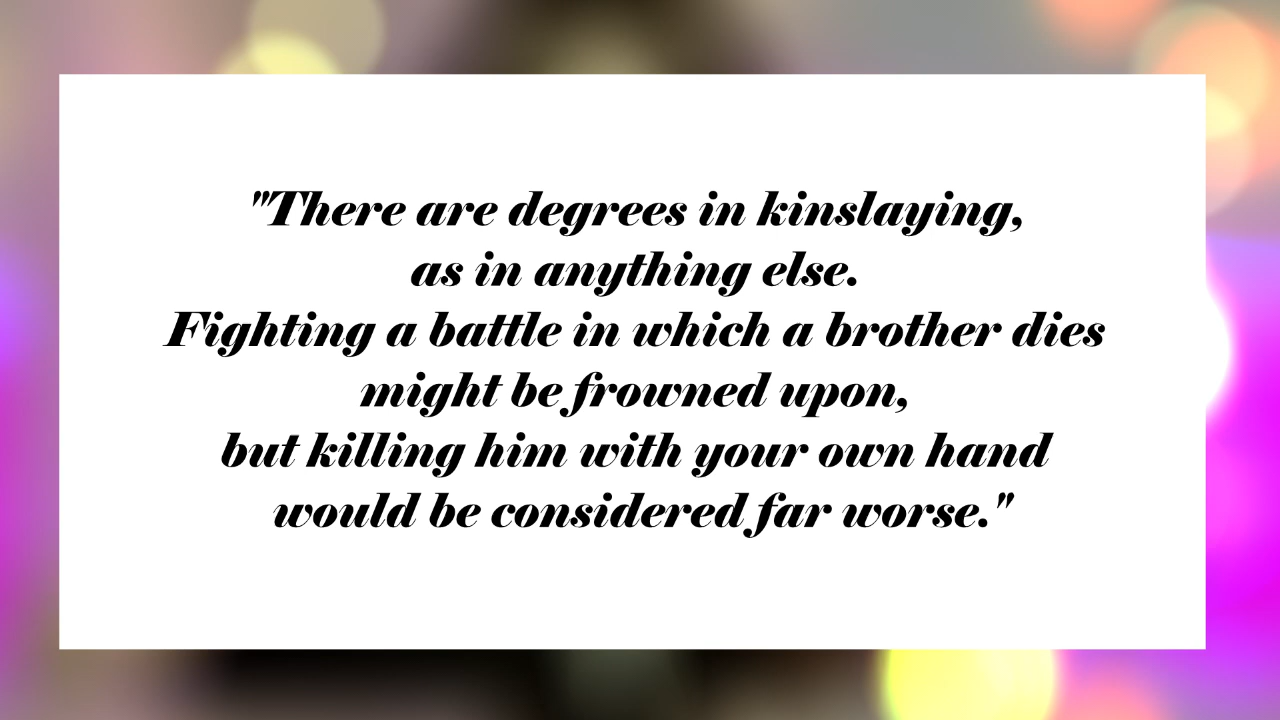 "There are degrees in kinslaying,
as in anything else.
Fighting a battle in which a brother dies
might be frowned upon,
but killing him with your own hand
would be considered far worse."